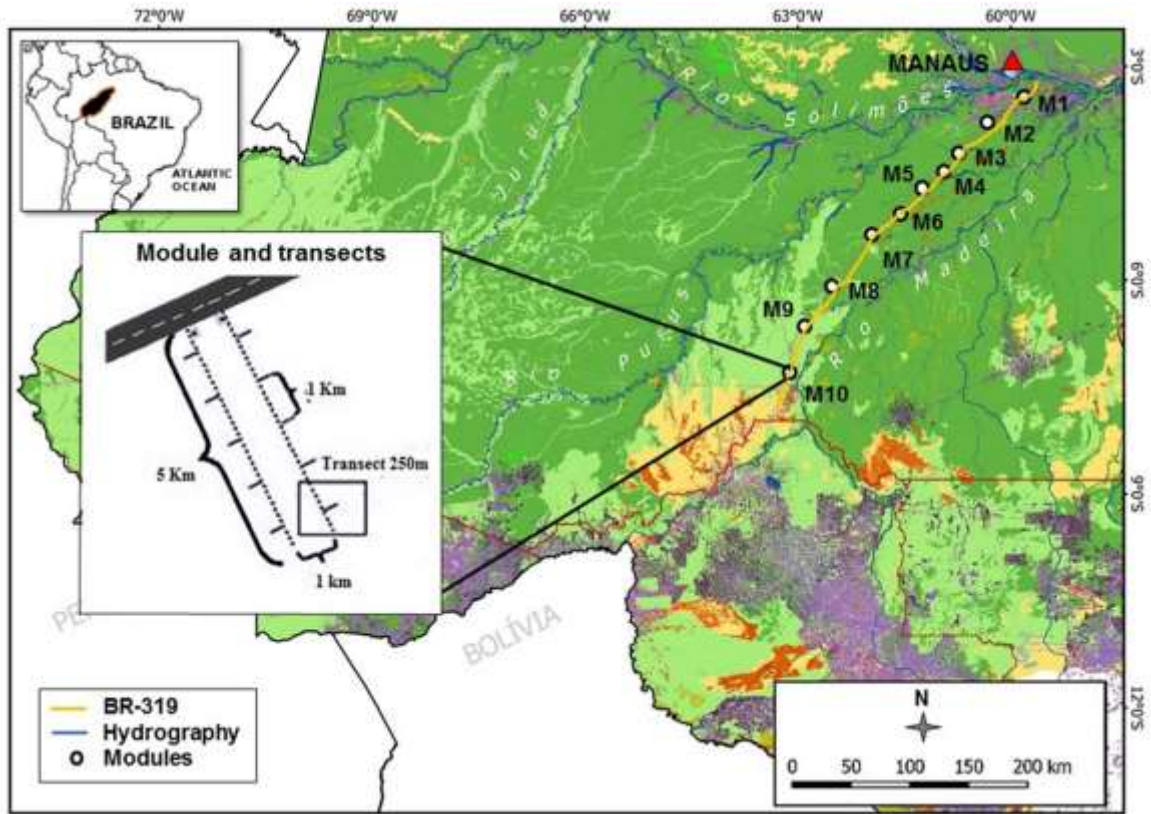 72°0'W 69°0'W 66°0'W 63°0'W 60°0'W
BRAZIL
ATLANTIC
OCEAN
MANAUS
3°0'S
Rio Solimões
Juruá
M1
M2
M3
M4
M5
M6
M7
M8
M9
M10
Rio Madeira
Rio Purus
6°0'S
9°0'S
12°0'S
Module and transects
1 Km
Transect 250m
5 Km
1 km
BOLÍVIA
BR-319
Hydrography
Modules
N
0 50 100 150 200 km